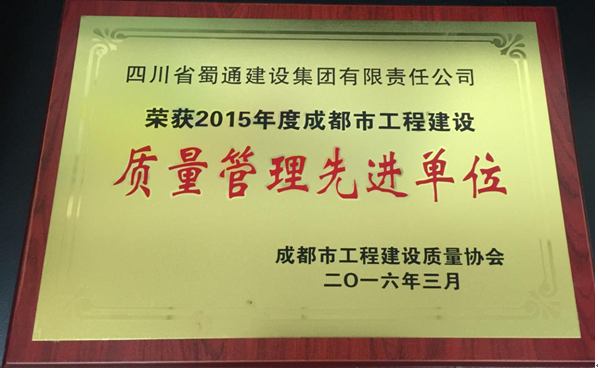 四川省蜀通建设集团有限责任公司
荣获2015年度成都市工程建设
质量管理先进单位
成都市工程建设质量协会
二〇一六年三月